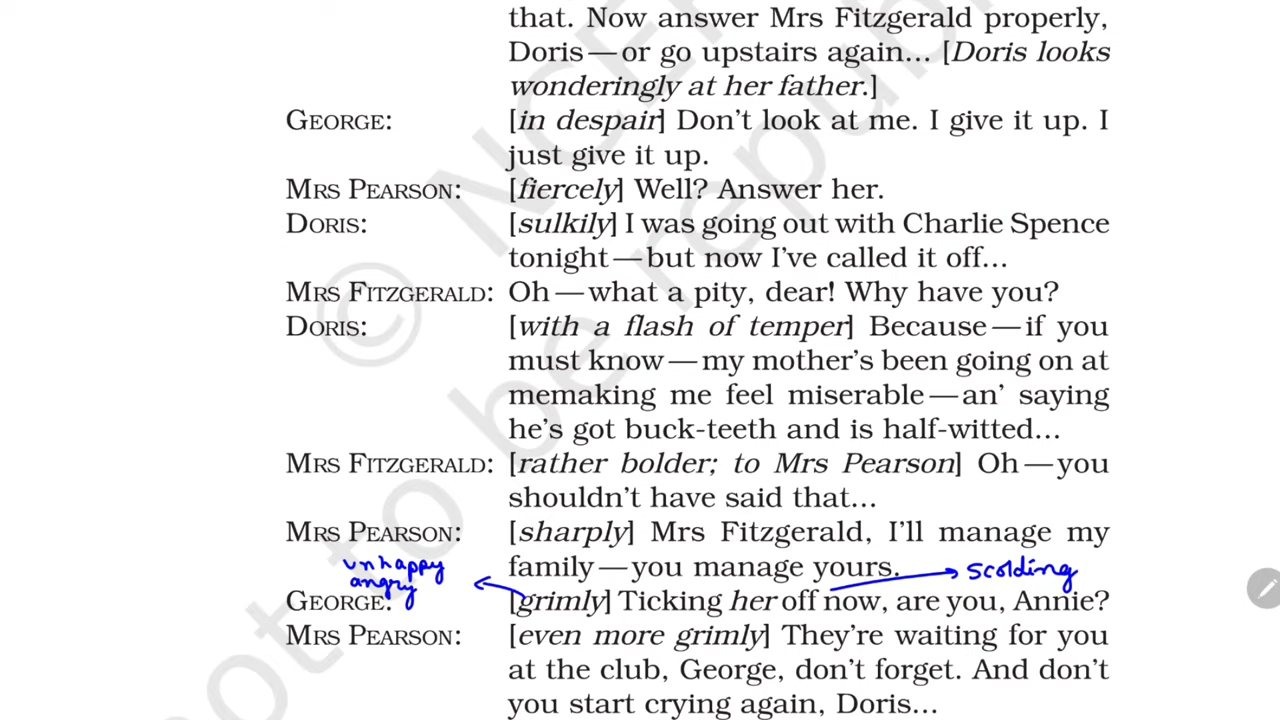 that. Now answer Mrs Fitzgerald properly,
Doris—or go upstairs again... [Doris looks
wonderingly at her father.]
GEORGE: [in despair] Don't look at me. I give it up. I
just give it up.
MRS PEARSON: [fiercely] Well? Answer her.
DORIS: [sulkily] I was going out with Charlie Spence
tonight—but now I've called it off...
MRS FITZGERALD: Oh—what a pity, dear! Why have you?
DORIS: [with a flash of temper] Because—if you
must know—my mother's been going on at
memaking me feel miserable—an' saying
he's got buck-teeth and is half-witted...
MRS FITZGERALD: [rather bolder; to Mrs Pearson] Oh—you
shouldn't have said that...
MRS PEARSON: [sharply] Mrs Fitzgerald, I'll manage my
family—you manage yours.
unhappy
angry
scolding
GEORGE: [grimly] Ticking her off now, are you, Annie?
MRS PEARSON: [even more grimly] They're waiting for you
at the club, George, don't forget. And don't
you start crying again, Doris...
© NCER
not to be republi